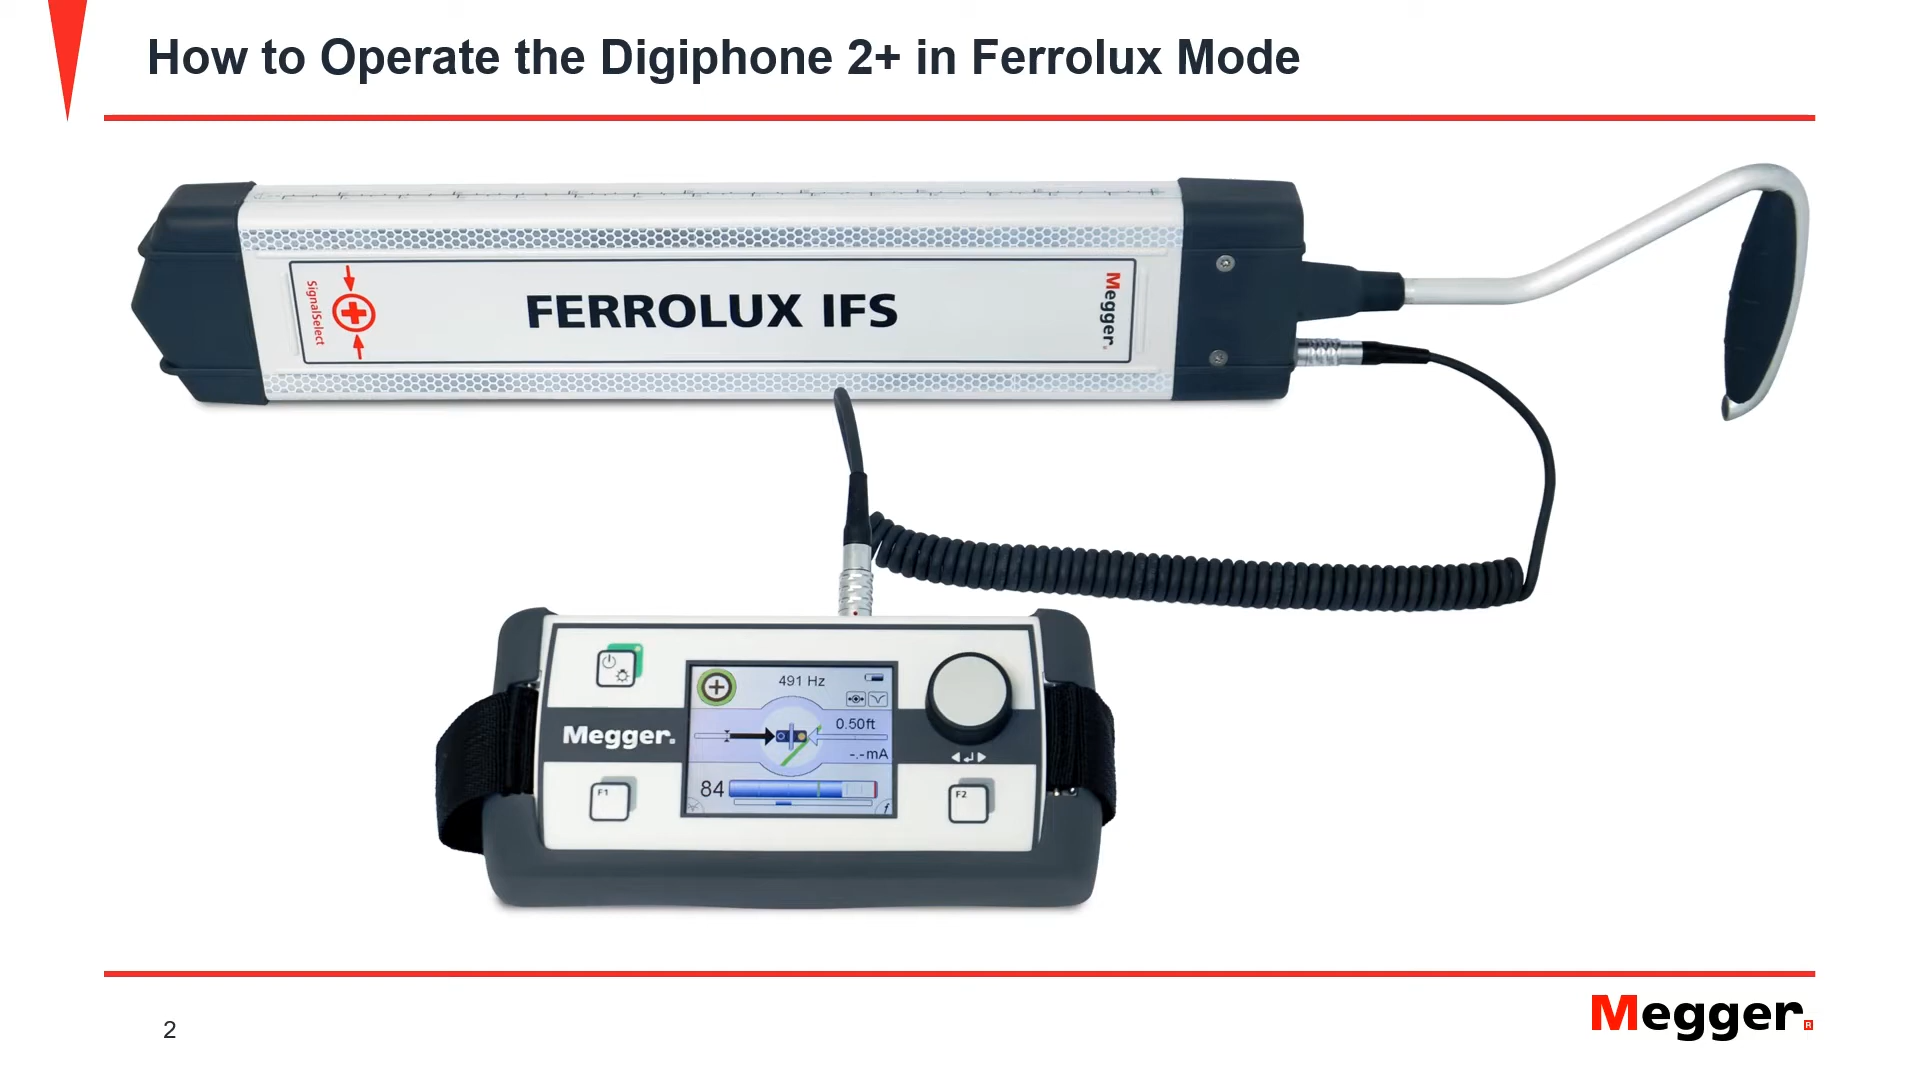 How to Operate the Digiphone 2+ in Ferrolux Mode
SignalSelect
FERROLUX IFS
Megger.
491 Hz
0.50ft
-.-mA
84
f
Megger.
F1
F2
2
Megger.